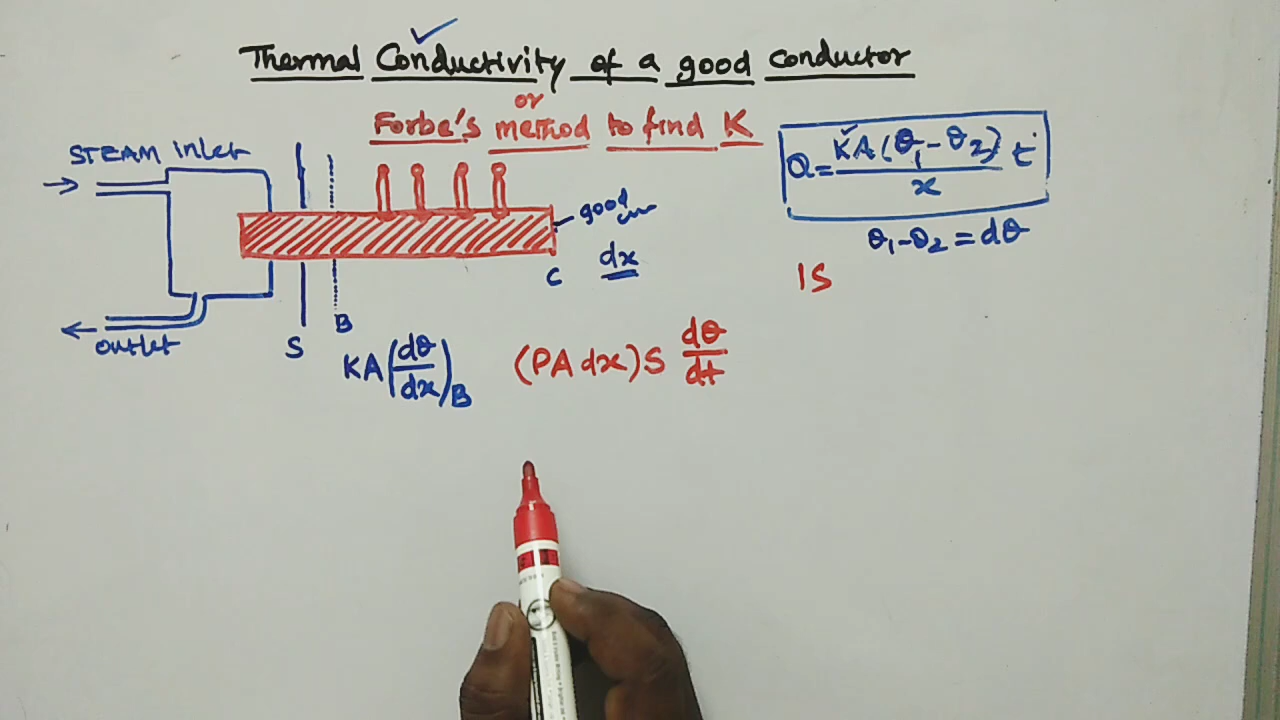 Thermal Conductivity of a good conductor
or
Forbe's method to find K
STEAM inlet
Q = KA(θ₁-θ₂) t / x
θ₁-θ₂ = dθ
good
dx
C
1S
outlet
S
B
KA(dθ/dx)B
(PA dx) S dθ/dt